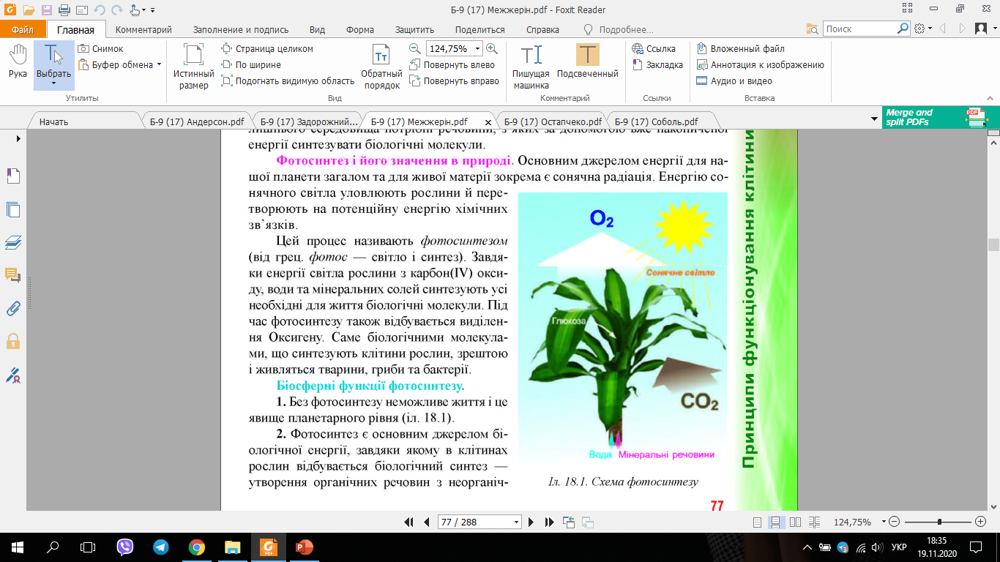 Б-9 (17) Межжерін.pdf - Foxit Reader
Файл Главная Комментарий Заполнение и подпись Вид Форма Защитить Поделиться Справка Подробнее... Поиск
Рука
Выбрать
Снимок
Буфер обмена
Утилиты
Истинный размер
Страница целиком
По ширине
Подогнать видимую область
Обратный порядок
124,75%
Повернуть влево
Повернуть вправо
Вид
Пишущая машинка
Подсвеченный
Комментарий
Ссылка
Закладка
Ссылки
Вложенный файл
Аннотация к изображению
Аудио и видео
Вставка
Начать Б-9 (17) Андерсон.pdf Б-9 (17) Задорожний... Б-9 (17) Межжерін.pdf Б-9 (17) Остапчеко.pdf Б-9 (17) Соболь.pdf
Merge and
split PDFs
PDF
енергії синтезувати біологічні молекули.
Фотосинтез і його значення в природі. Основним джерелом енергії для на-
шої планети загалом та для живої матерії зокрема є сонячна радіація. Енергію со-
нячного світла уловлюють рослини й пере-
творюють на потенційну енергію хімічних
зв’язків.
Цей процес називають фотосинтезом
(від грец. фотос — світло і синтез). Завдя-
ки енергії світла рослини з карбон(IV) окси-
ду, води та мінеральних солей синтезують усі
необхідні для життя біологічні молекули. Під
час фотосинтезу також відбувається виділен-
ня Оксигену. Саме біологічними молекула-
ми, що синтезують клітини рослин, зрештою
і живляться тварини, гриби та бактерії.
Біосферні функції фотосинтезу.
1. Без фотосинтезу неможливе життя і це
явище планетарного рівня (іл. 18.1).
2. Фотосинтез є основним джерелом бі-
ологічної енергії, завдяки якому в клітинах
рослин відбувається біологічний синтез —
утворення органічних речовин з неорганіч-
O2
Сонячне світло
Глюкоза
CO2
Вода Мінеральні речовини
Іл. 18.1. Схема фотосинтезу
77
Принципи функціонування клітини
77 / 288
124,75%
УКР
18:35
19.11.2020